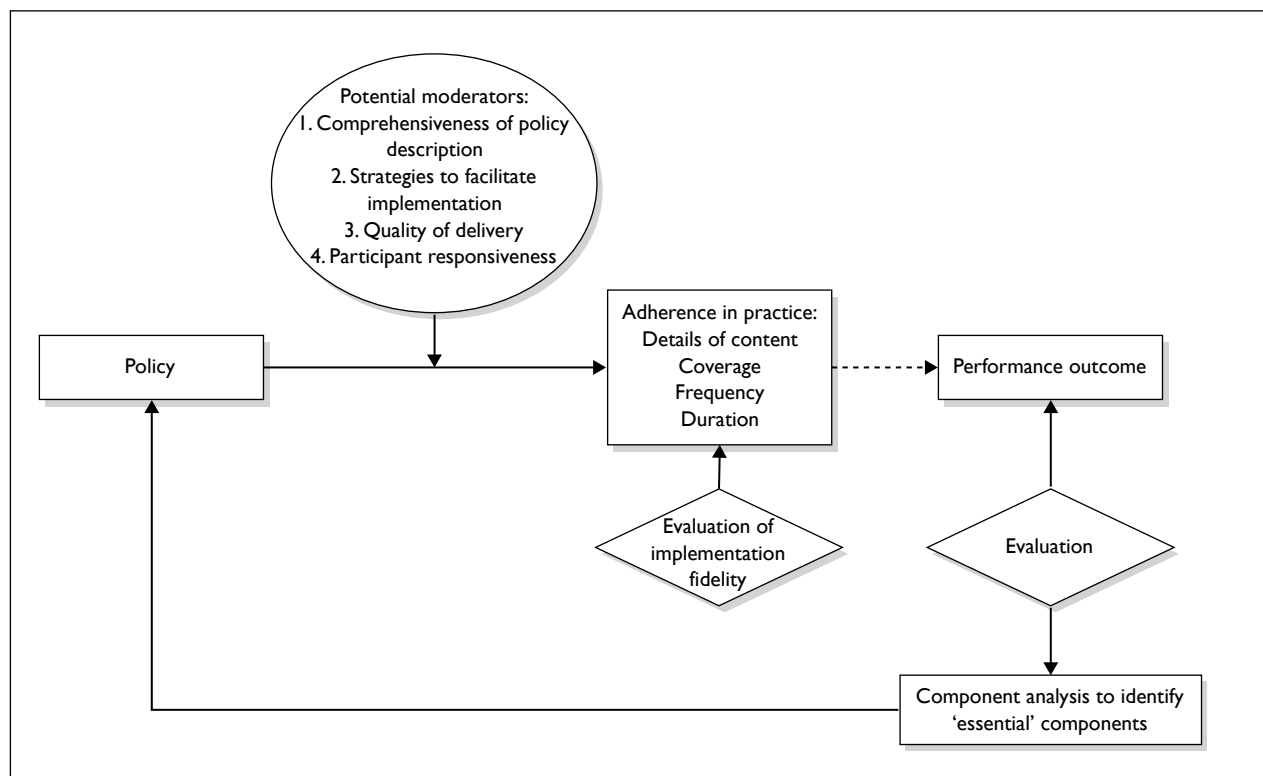 Potential moderators:
1. Comprehensiveness of policy
description
2. Strategies to facilitate
implementation
3. Quality of delivery
4. Participant responsiveness
Policy
Adherence in practice:
Details of content
Coverage
Frequency
Duration
Performance outcome
Evaluation of
implementation
fidelity
Evaluation
Component analysis to identify
‘essential’ components